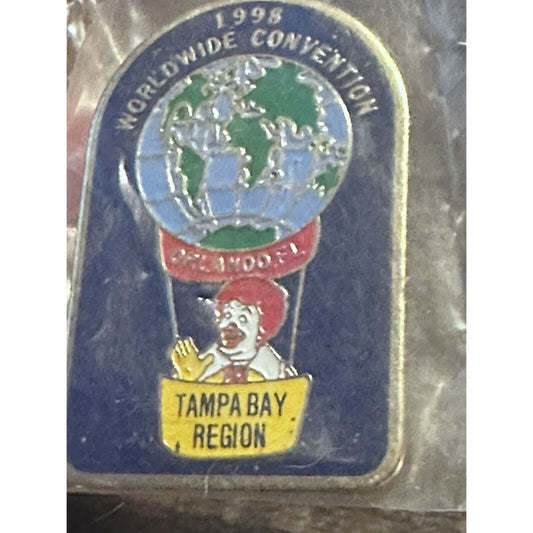 1998
WORLDWIDE CONVENTION
ORLANDO, FL
TAMPA BAY
REGION